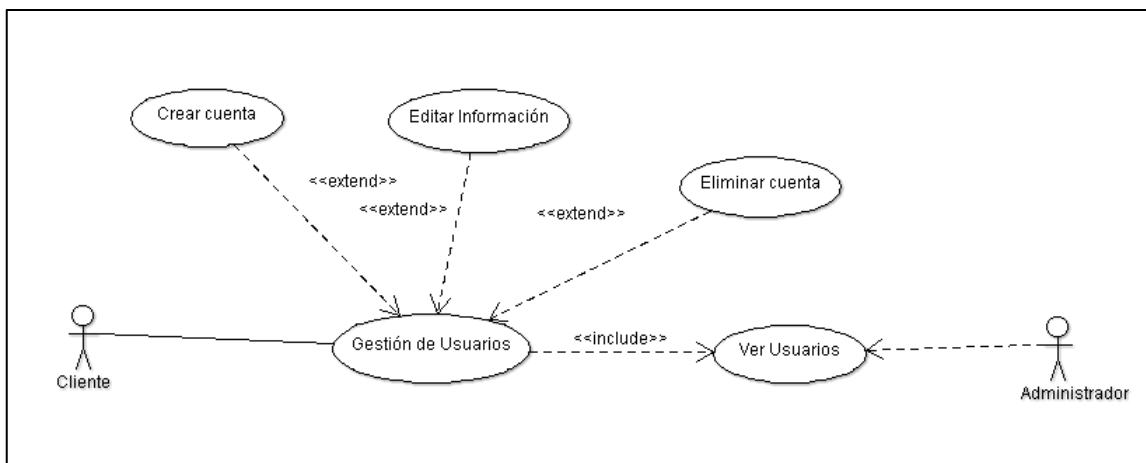 Crear cuenta
Editar Información
Eliminar cuenta
<<extend>>
<<extend>>
<<extend>>
Gestión de Usuarios
<<include>>
Ver Usuarios
Cliente
Administrador